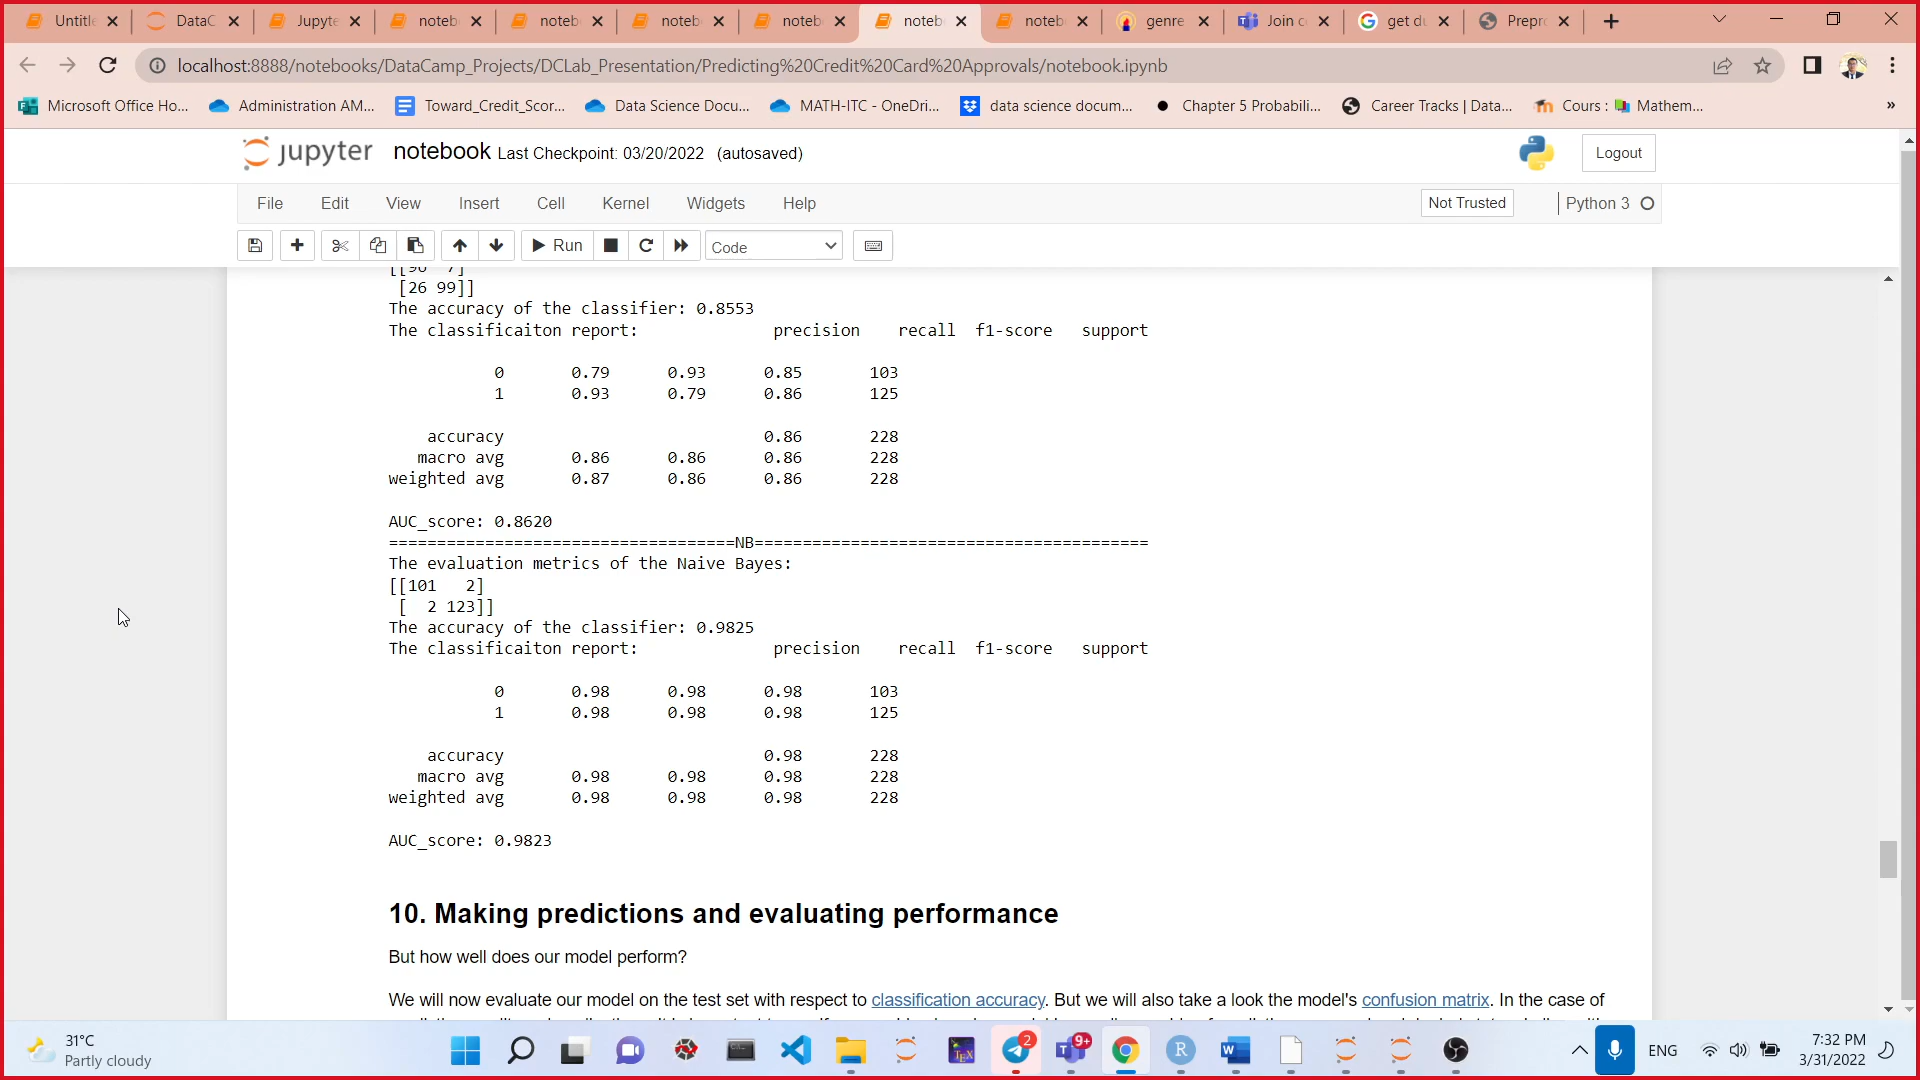 Untitle
DataC
Jupyte
noteb
noteb
noteb
noteb
noteb
noteb
genre
Join c
get du
Prepr
localhost:8888/notebooks/DataCamp_Projects/DCLab_Presentation/Predicting%20Credit%20Card%20Approvals/notebook.ipynb
Microsoft Office Ho...
Administration AM...
Toward_Credit_Scor...
Data Science Docu...
MATH-ITC - OneDri...
data science docum...
Chapter 5 Probabili...
Career Tracks | Data...
Cours : Mathem...
»
jupyter notebook Last Checkpoint: 03/20/2022 (autosaved)
Logout
File Edit View Insert Cell Kernel Widgets Help
Not Trusted
Python 3
Run
Code
[[96 7]
[26 99]]
The accuracy of the classifier: 0.8553
The classificaiton report: precision recall f1-score support
0 0.79 0.93 0.85 103
1 0.93 0.79 0.86 125
accuracy 0.86 228
macro avg 0.86 0.86 0.86 228
weighted avg 0.87 0.86 0.86 228
AUC_score: 0.8620
====================================NB=========================================
The evaluation metrics of the Naive Bayes:
[[101 2]
[ 2 123]]
The accuracy of the classifier: 0.9825
The classificaiton report: precision recall f1-score support
0 0.98 0.98 0.98 103
1 0.98 0.98 0.98 125
accuracy 0.98 228
macro avg 0.98 0.98 0.98 228
weighted avg 0.98 0.98 0.98 228
AUC_score: 0.9823
10. Making predictions and evaluating performance
But how well does our model perform?
We will now evaluate our model on the test set with respect to classification accuracy. But we will also take a look the model's confusion matrix. In the case of
31°C
Partly cloudy
TEX
2
9+
R
W
ENG
7:32 PM
3/31/2022